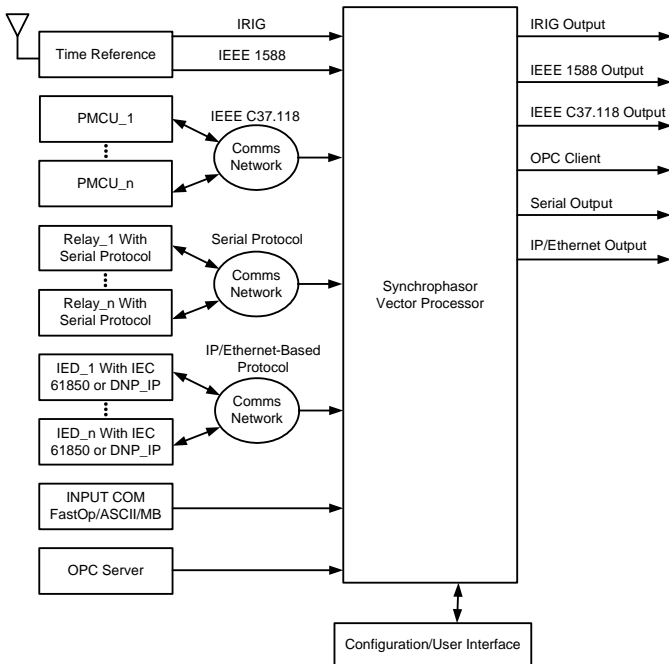 IRIG
Time Reference
IEEE 1588
PMCU_1
IEEE C37.118
Comms
Network
PMCU_n
Relay_1 With
Serial Protocol
Serial Protocol
Comms
Network
Relay_n With
Serial Protocol
IED_1 With IEC
61850 or DNP_IP
IP/Ethernet-Based
Protocol
Comms
Network
IED_n With IEC
61850 or DNP_IP
INPUT COM
FastOp/ASCII/MB
OPC Server
Synchrophasor
Vector Processor
IRIG Output
IEEE 1588 Output
IEEE C37.118 Output
OPC Client
Serial Output
IP/Ethernet Output
Configuration/User Interface